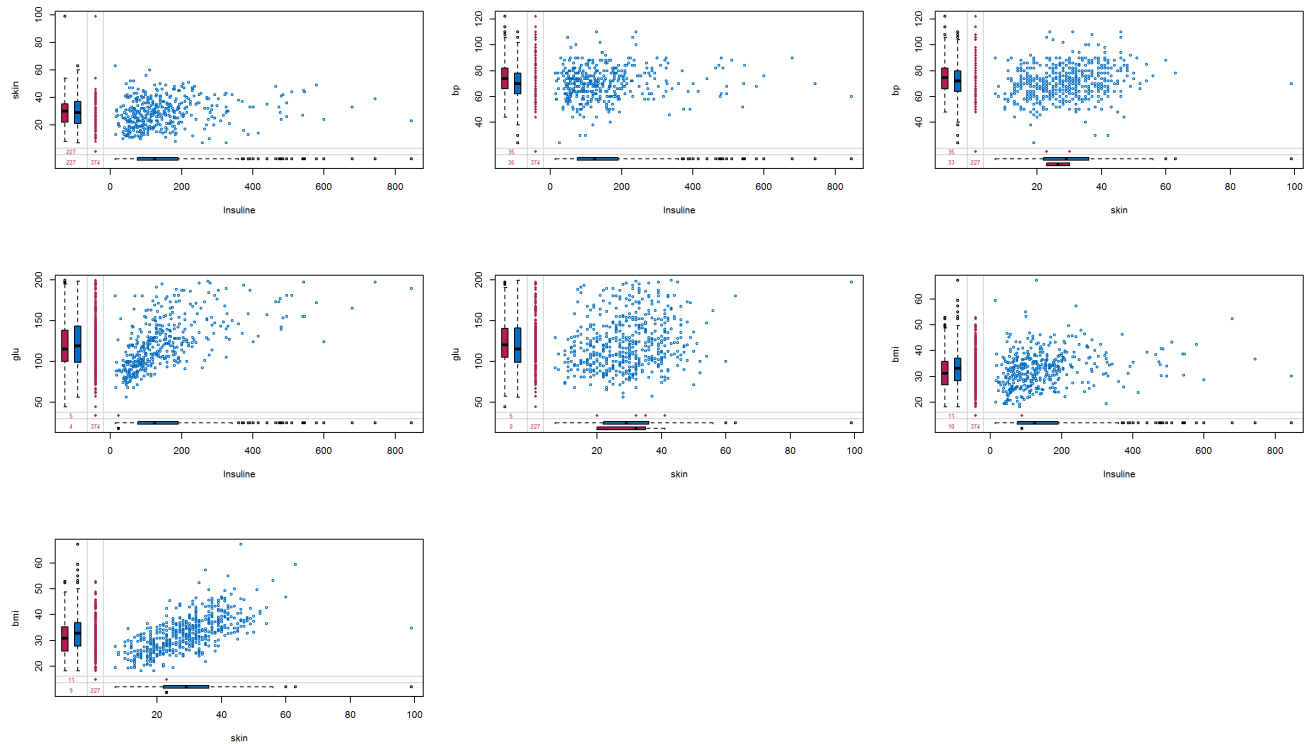 20 40 60 80 100
skin
227
227 374
0 200 400 600 800
Insuline
40 60 80 100 120
bp
35
35 374
0 200 400 600 800
Insuline
40 60 80 100 120
bp
35
33 227
20 40 60 80 100
skin
50 100 150 200
glu
5
4 374
0 200 400 600 800
Insuline
50 100 150 200
glu
5
0 227
20 40 60 80 100
skin
20 30 40 50 60
bmi
11
10 374
0 200 400 600 800
Insuline
20 30 40 50 60
bmi
11
9 227
20 40 60 80 100
skin